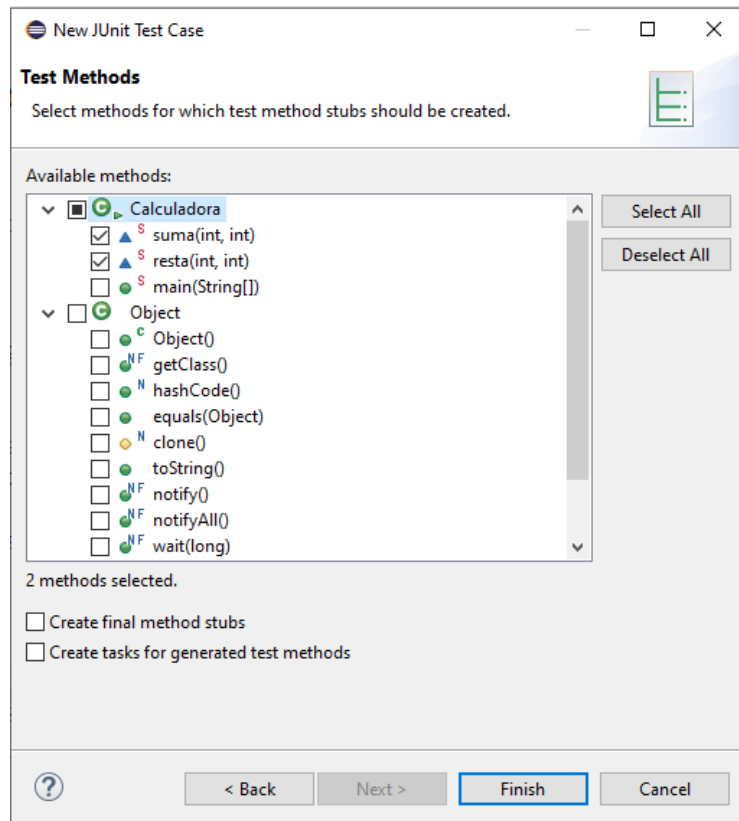 New JUnit Test Case
Test Methods
Select methods for which test method stubs should be created.
Available methods:
C Calculadora
Select All
S suma(int, int)
S resta(int, int)
Deselect All
S main(String[])
C Object
C Object()
NF getClass()
N hashCode()
equals(Object)
N clone()
toString()
NF notify()
NF notifyAll()
NF wait(long)
2 methods selected.
Create final method stubs
Create tasks for generated test methods
? < Back Next > Finish Cancel